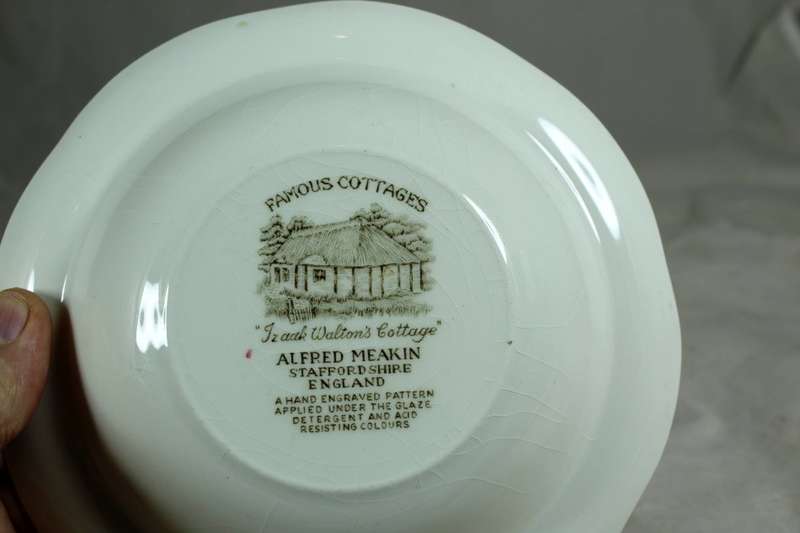 FAMOUS COTTAGES
"Izaak Walton's Cottage"
ALFRED MEAKIN
STAFFORDSHIRE
ENGLAND
A HAND ENGRAVED PATTERN
APPLIED UNDER THE GLAZE
DETERGENT AND ACID
RESISTING COLOURS